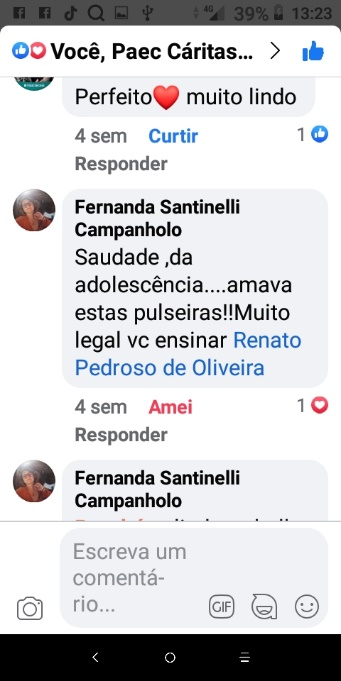 4G 39% 13:23
Você, Paec Cáritas...
Perfeito❤️ muito lindo
4 sem Curtir 1
Responder
Fernanda Santinelli
Campanholo
Saudade ,da
adolescência....amava
estas pulseiras!!Muito
legal vc ensinar Renato
Pedroso de Oliveira
4 sem Amei 1
Responder
Fernanda Santinelli
Campanholo
Escreva um
comentá-
rio...
GIF